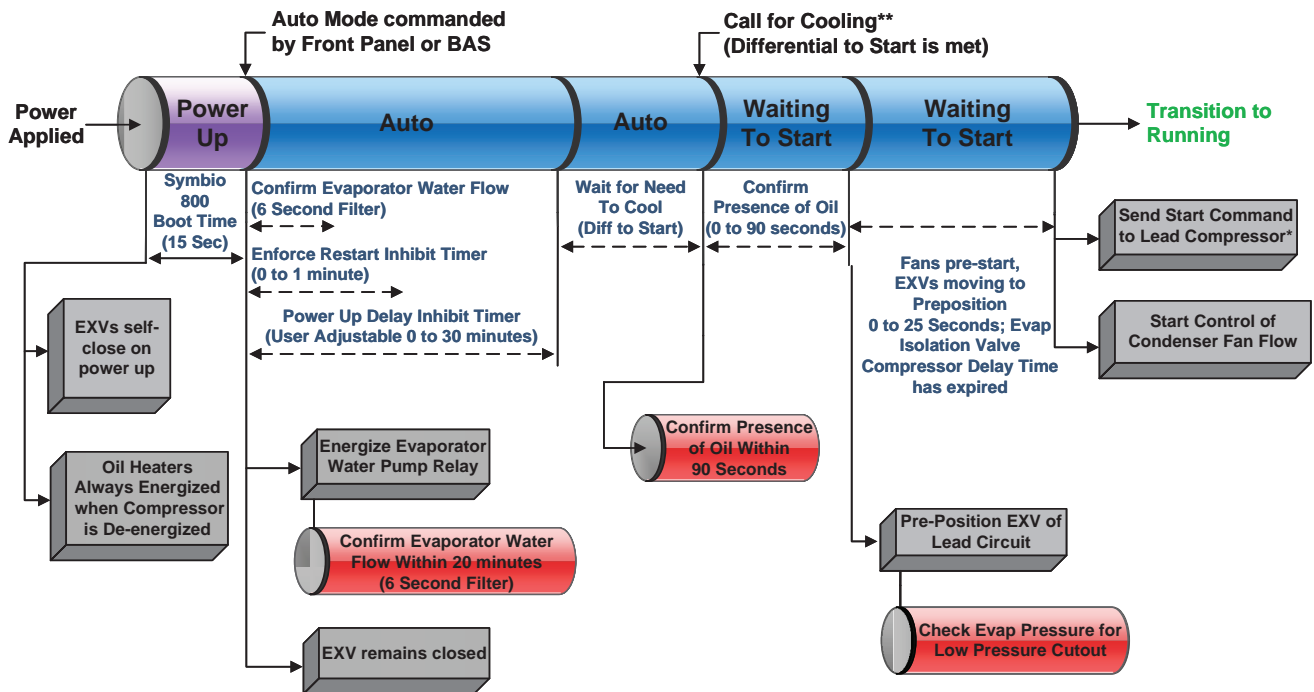 Auto Mode commanded
by Front Panel or BAS
Call for Cooling**
(Differential to Start is met)
Power
Applied
Power
Up
Auto
Auto
Waiting
To Start
Waiting
To Start
Transition to
Running
Symbio
800
Boot Time
(15 Sec)
Confirm Evaporator Water Flow
(6 Second Filter)
Enforce Restart Inhibit Timer
(0 to 1 minute)
Power Up Delay Inhibit Timer
(User Adjustable 0 to 30 minutes)
Wait for Need
To Cool
(Diff to Start)
Confirm
Presence of Oil
(0 to 90 seconds)
Fans pre-start,
EXVs moving to
Preposition
0 to 25 Seconds; Evap
Isolation Valve
Compressor Delay Time
has expired
Send Start Command
to Lead Compressor*
Start Control of
Condenser Fan Flow
EXVs self-
close on
power up
Oil Heaters
Always Energized
when Compressor
is De-energized
Energize Evaporator
Water Pump Relay
Confirm Evaporator Water
Flow Within 20 minutes
(6 Second Filter)
EXV remains closed
Confirm Presence
of Oil Within
90 Seconds
Pre-Position EXV of
Lead Circuit
Check Evap Pressure for
Low Pressure Cutout